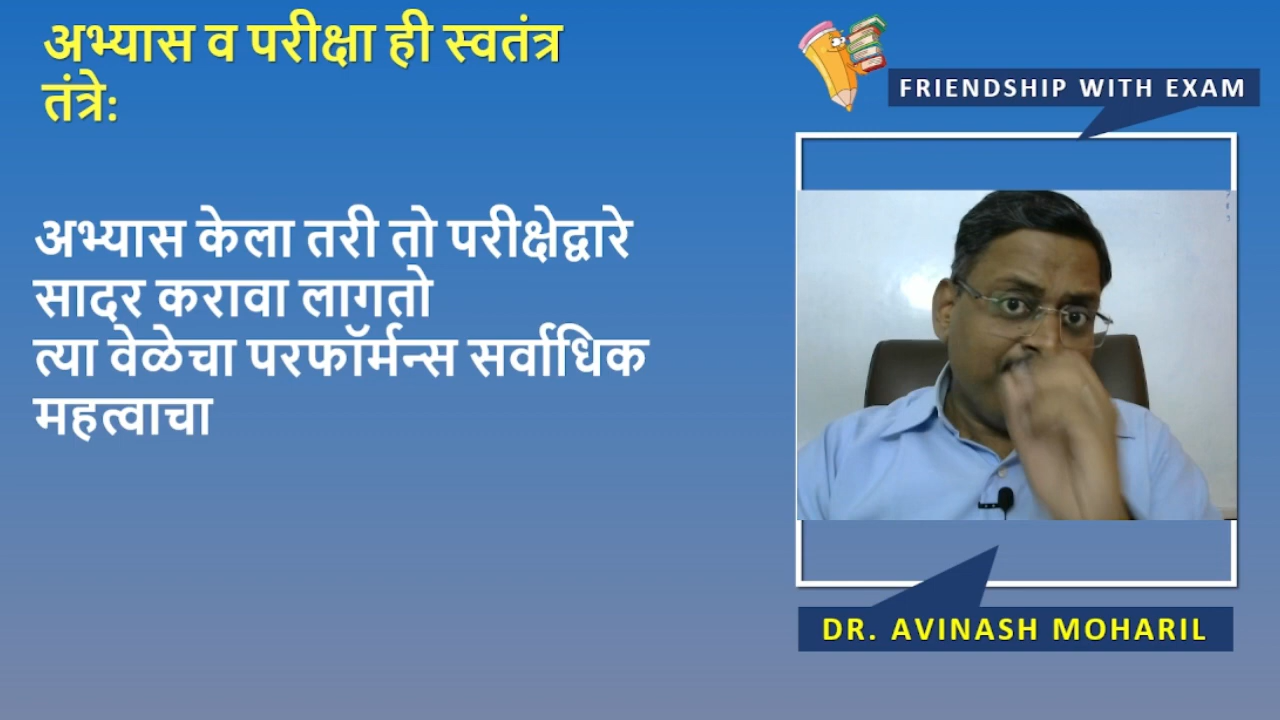 अभ्यास व परीक्षा ही स्वतंत्र
तंत्रे:
अभ्यास केला तरी तो परीक्षेद्वारे
सादर करावा लागतो
त्या वेळेचा परफॉर्मन्स सर्वाधिक
महत्वाचा
FRIENDSHIP WITH EXAM
DR. AVINASH MOHARIL